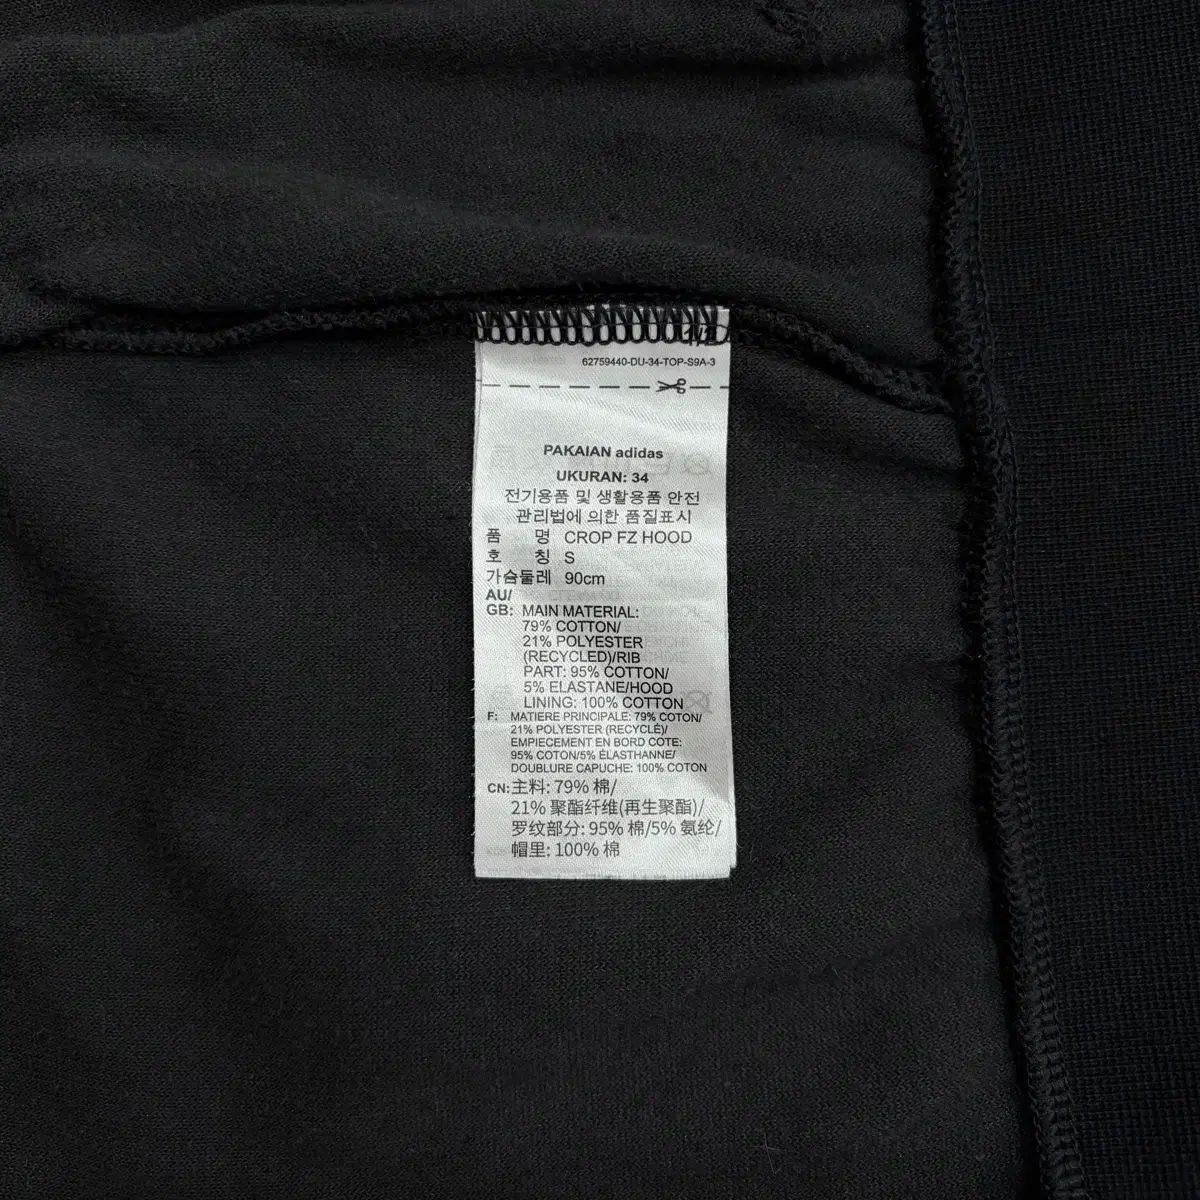 62759440-DU-34-TOP-S9A-3
PAKAIAN adidas
UKURAN: 34
전기용품 및 생활용품 안전
관리법에 의한 품질표시
품 명 CROP FZ HOOD
호 칭 S
가슴둘레 90cm
AU/
GB: MAIN MATERIAL:
79% COTTON/
21% POLYESTER
(RECYCLED)/RIB
PART: 95% COTTON/
5% ELASTANE/HOOD
LINING: 100% COTTON
F: MATIERE PRINCIPALE: 79% COTON/
21% POLYESTER (RECYCLÉ)/
EMPIECEMENT EN BORD COTE:
95% COTON/5% ÉLASTHANNE/
DOUBLURE CAPUCHE: 100% COTON
CN: 主料: 79% 棉/
21% 聚酯纤维(再生聚酯)/
罗纹部分: 95% 棉/5% 氨纶/
帽里: 100% 棉